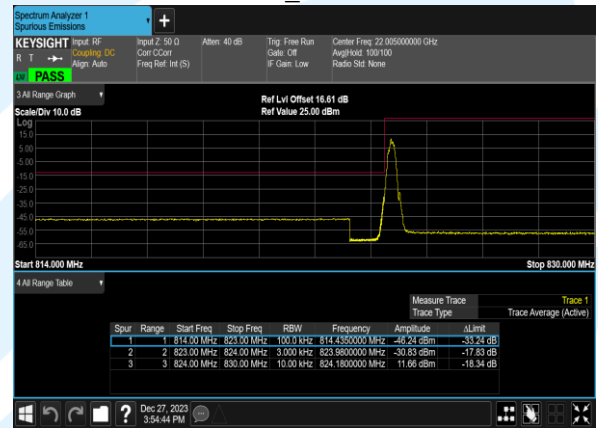 Spectrum Analyzer 1
Spurious Emissions
KEYSIGHT Input: RF Input Z: 50 Ω Atten: 40 dB Trig: Free Run Center Freq: 22.005000000 GHz
R T Coupling: DC Corr CCorr Gate: Off Avg|Hold: 100/100
Align: Auto Freq Ref: Int (S) IF Gain: Low Radio Std: None
LV PASS
3 All Range Graph
Ref Lvl Offset 16.61 dB
Scale/Div 10.0 dB Ref Value 25.00 dBm
Log
15.0
5.00
-5.00
-15.0
-25.0
-35.0
-45.0
-55.0
-65.0
Start 814.000 MHz Stop 830.000 MHz
4 All Range Table
Measure Trace Trace 1
Trace Type Trace Average (Active)
Spur Range Start Freq Stop Freq RBW Frequency Amplitude ΔLimit
1 1 814.00 MHz 823.00 MHz 100.0 kHz 814.4350000 MHz -46.24 dBm -33.24 dB
2 2 823.00 MHz 824.00 MHz 3.000 kHz 823.9800000 MHz -30.83 dBm -17.83 dB
3 3 824.00 MHz 830.00 MHz 10.00 kHz 824.1800000 MHz 11.66 dBm -18.34 dB
? Dec 27, 2023
3:54:44 PM